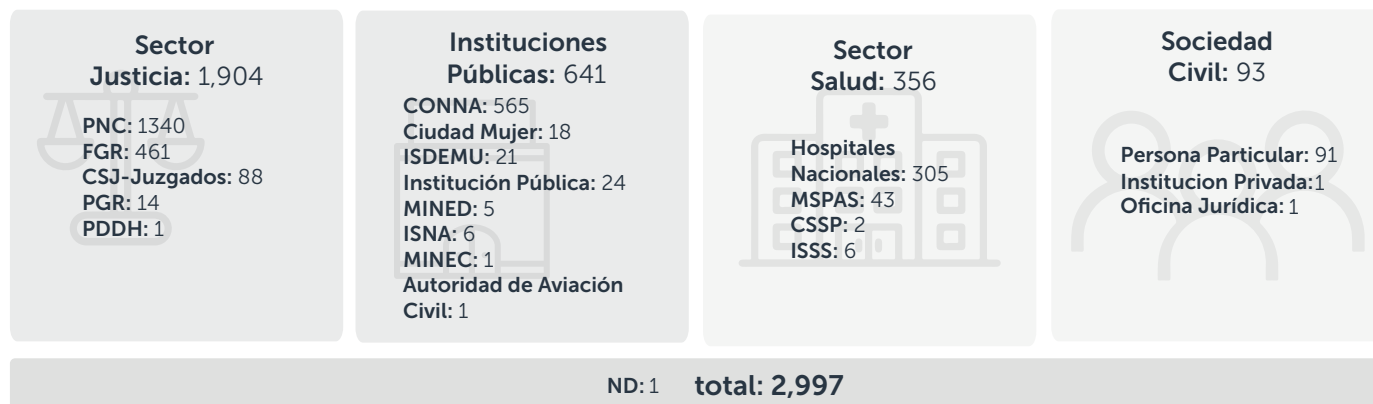 Sector
Justicia: 1,904
PNC: 1340
FGR: 461
CSJ-Juzgados: 88
PGR: 14
PDDH: 1
Instituciones
Públicas: 641
CONNA: 565
Ciudad Mujer: 18
ISDEMU: 21
Institución Pública: 24
MINED: 5
ISNA: 6
MINEC: 1
Autoridad de Aviación
Civil: 1
Sector
Salud: 356
Hospitales
Nacionales: 305
MSPAS: 43
CSSP: 2
ISSS: 6
Sociedad
Civil: 93
Persona Particular: 91
Institucion Privada:1
Oficina Jurídica: 1
ND: 1 total: 2,997